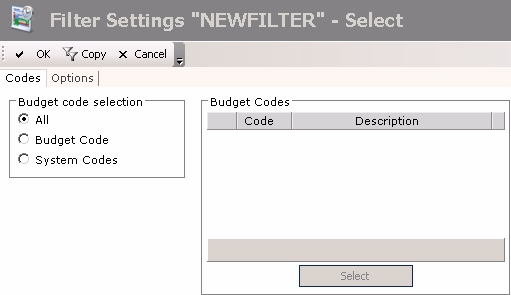 Filter Settings "NEWFILTER" - Select
OK Copy Cancel
Codes Options
Budget code selection
All
Budget Code
System Codes
Budget Codes
Code Description
Select